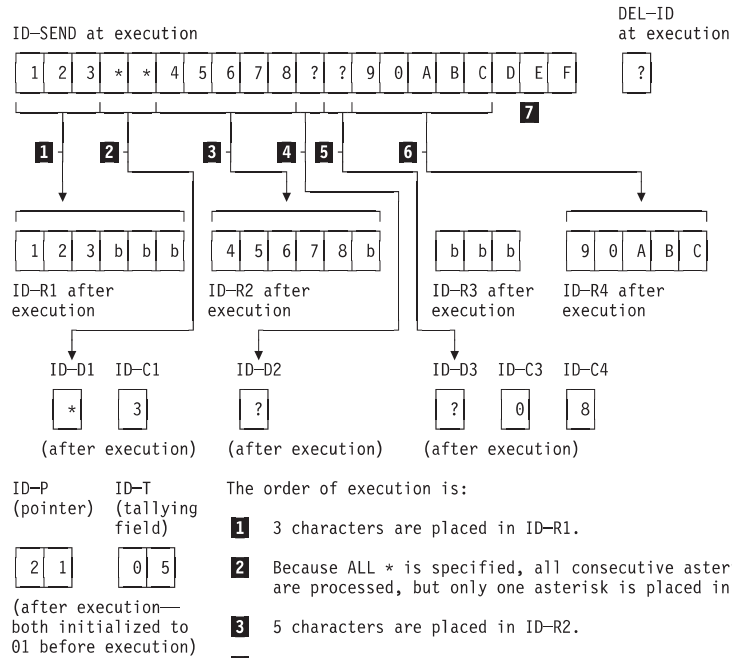 DEL—ID
ID—SEND at execution at execution
1 2 3 * * 4 5 6 7 8 ? ? 9 0 A B C D E F ?
7
1 2 3 4 5 6
1 2 3 b b b 4 5 6 7 8 b b b b 9 0 A B C
ID—R1 after ID—R2 after ID—R3 after ID—R4 after
execution execution execution execution
ID—D1 ID—C1 ID—D2 ID—D3 ID—C3 ID—C4
* 3 ? ? 0 8
(after execution) (after execution) (after execution)
ID—P ID—T The order of execution is:
(pointer) (tallying
field)
1 3 characters are placed in ID—R1.
2 1 0 5
2 Because ALL * is specified, all consecutive aster
are processed, but only one asterisk is placed in
(after execution—
both initialized to
01 before execution)
3 5 characters are placed in ID—R2.